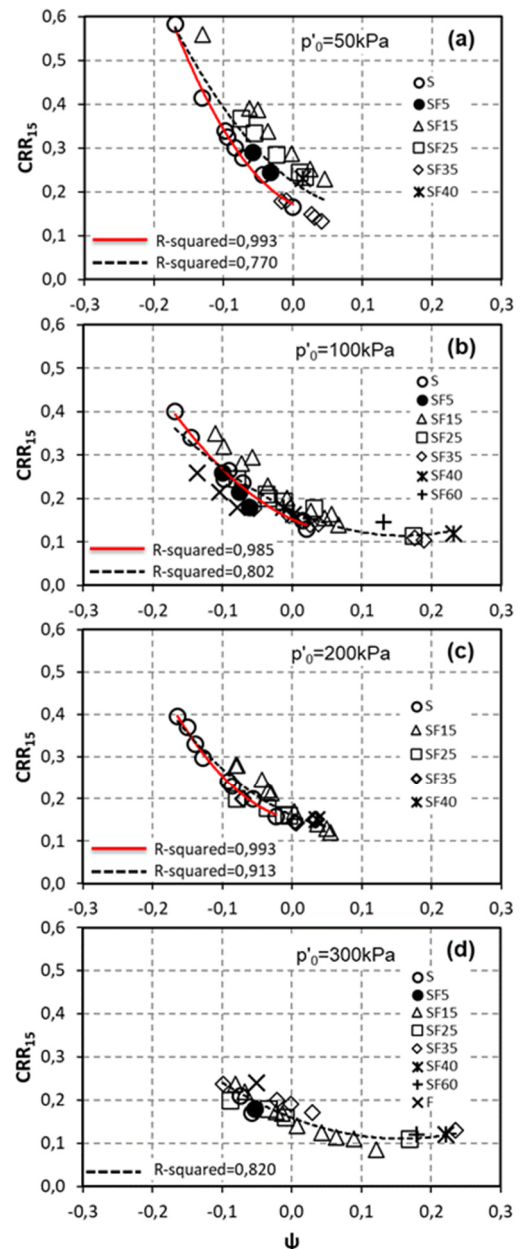 0,6
p'₀=50kPa (a)
0,5
S
SF5
0,4
SF15
CRR₁₅
0,3
SF25
SF35
0,2
SF40
0,1
R-squared=0,993
R-squared=0,770
0,0
-0,3 -0,2 -0,1 0,0 0,1 0,2 0,3
0,6
p'₀=100kPa (b)
0,5
S
SF5
0,4
SF15
CRR₁₅
0,3
SF25
SF35
0,2
SF40
SF60
0,1
R-squared=0,985
R-squared=0,802
0,0
-0,3 -0,2 -0,1 0,0 0,1 0,2 0,3
0,6
p'₀=200kPa (c)
0,5
S
0,4
SF15
CRR₁₅
0,3
SF25
0,2
SF35
SF40
0,1
R-squared=0,993
R-squared=0,913
0,0
-0,3 -0,2 -0,1 0,0 0,1 0,2 0,3
0,6
p'₀=300kPa (d)
0,5
S
SF5
0,4
SF15
CRR₁₅
SF25
0,3
SF35
SF40
0,2
SF60
F
0,1
R-squared=0,820
0,0
-0,3 -0,2 -0,1 0,0 0,1 0,2 0,3
ψ